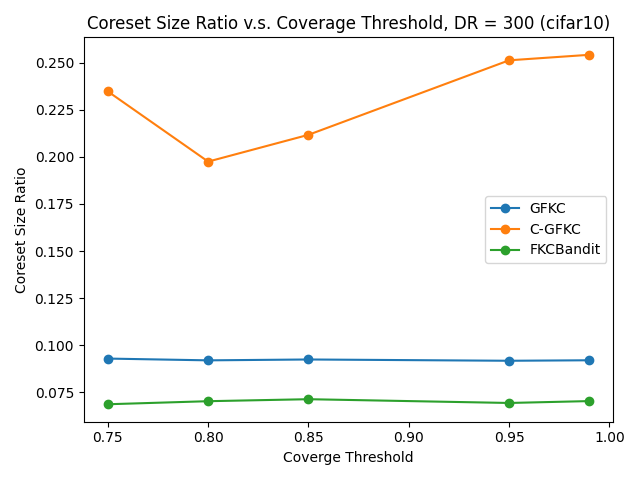 Coreset Size Ratio v.s. Coverage Threshold, DR = 300 (cifar10)
0.250
0.225
0.200
0.175
0.150
0.125
0.100
0.075
Coreset Size Ratio
GFKC
C-GFKC
FKCBandit
0.75 0.80 0.85 0.90 0.95 1.00
Coverge Threshold